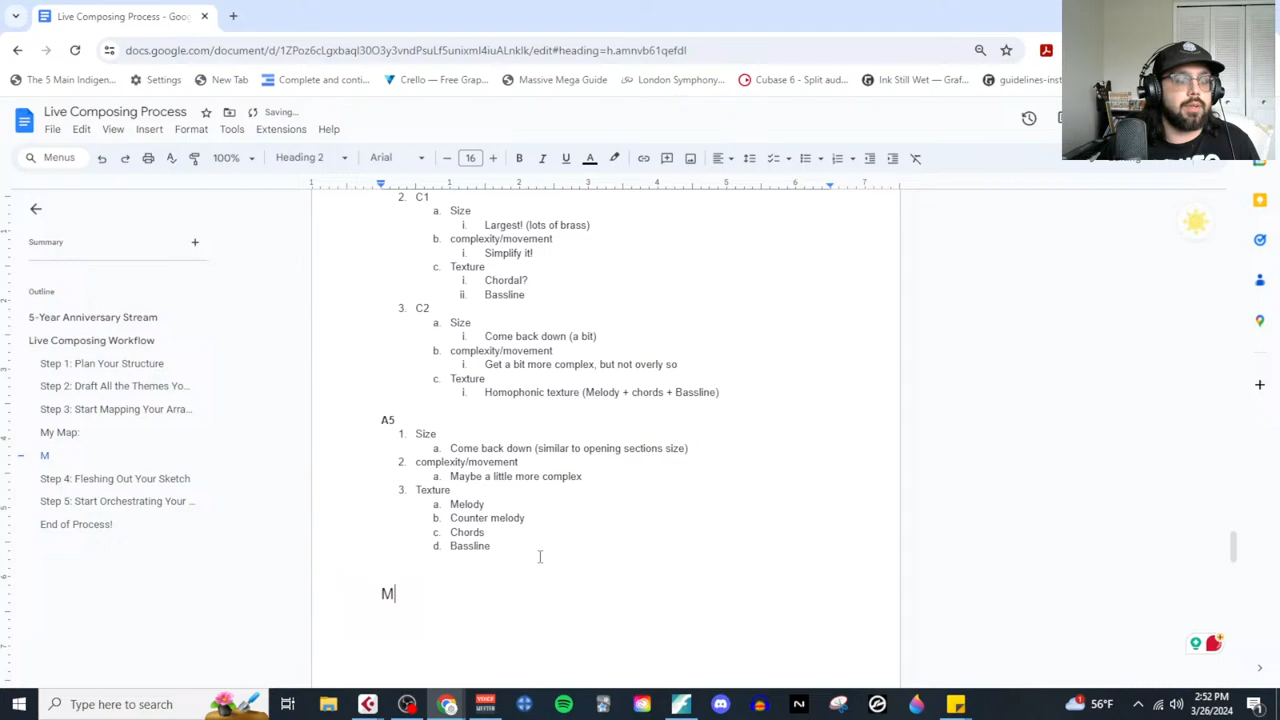 Live Composing Process - Goo
docs.google.com/document/d/1ZPoz6cLgxbaql30O3y3vndPsuLf5unixmI4iuALnkIk/edit#heading=h.amnvb61qefdl
The 5 Main Indigen...
Settings
New Tab
Complete and conti...
Crello — Free Grap...
Massive Mega Guide
London Symphony...
Cubase 6 - Split aud...
Ink Still Wet — Graf...
guidelines-inst
Live Composing Process
Saving...
File Edit View Insert Format Tools Extensions Help
Menus
100%
Heading 2
Arial
16
1 1 2 3 4 5 6 7
Summary
Outline
5-Year Anniversary Stream
Live Composing Workflow
Step 1: Plan Your Structure
Step 2: Draft All the Themes Yo...
Step 3: Start Mapping Your Arra...
My Map:
M
Step 4: Fleshing Out Your Sketch
Step 5: Start Orchestrating Your ...
End of Process!
2. C1
a. Size
i. Largest! (lots of brass)
b. complexity/movement
i. Simplify it!
c. Texture
i. Chordal?
ii. Bassline
3. C2
a. Size
i. Come back down (a bit)
b. complexity/movement
i. Get a bit more complex, but not overly so
c. Texture
i. Homophonic texture (Melody + chords + Bassline)
A5
1. Size
a. Come back down (similar to opening sections size)
2. complexity/movement
a. Maybe a little more complex
3. Texture
a. Melody
b. Counter melody
c. Chords
d. Bassline
M
Type here to search
56°F
2:52 PM
3/26/2024